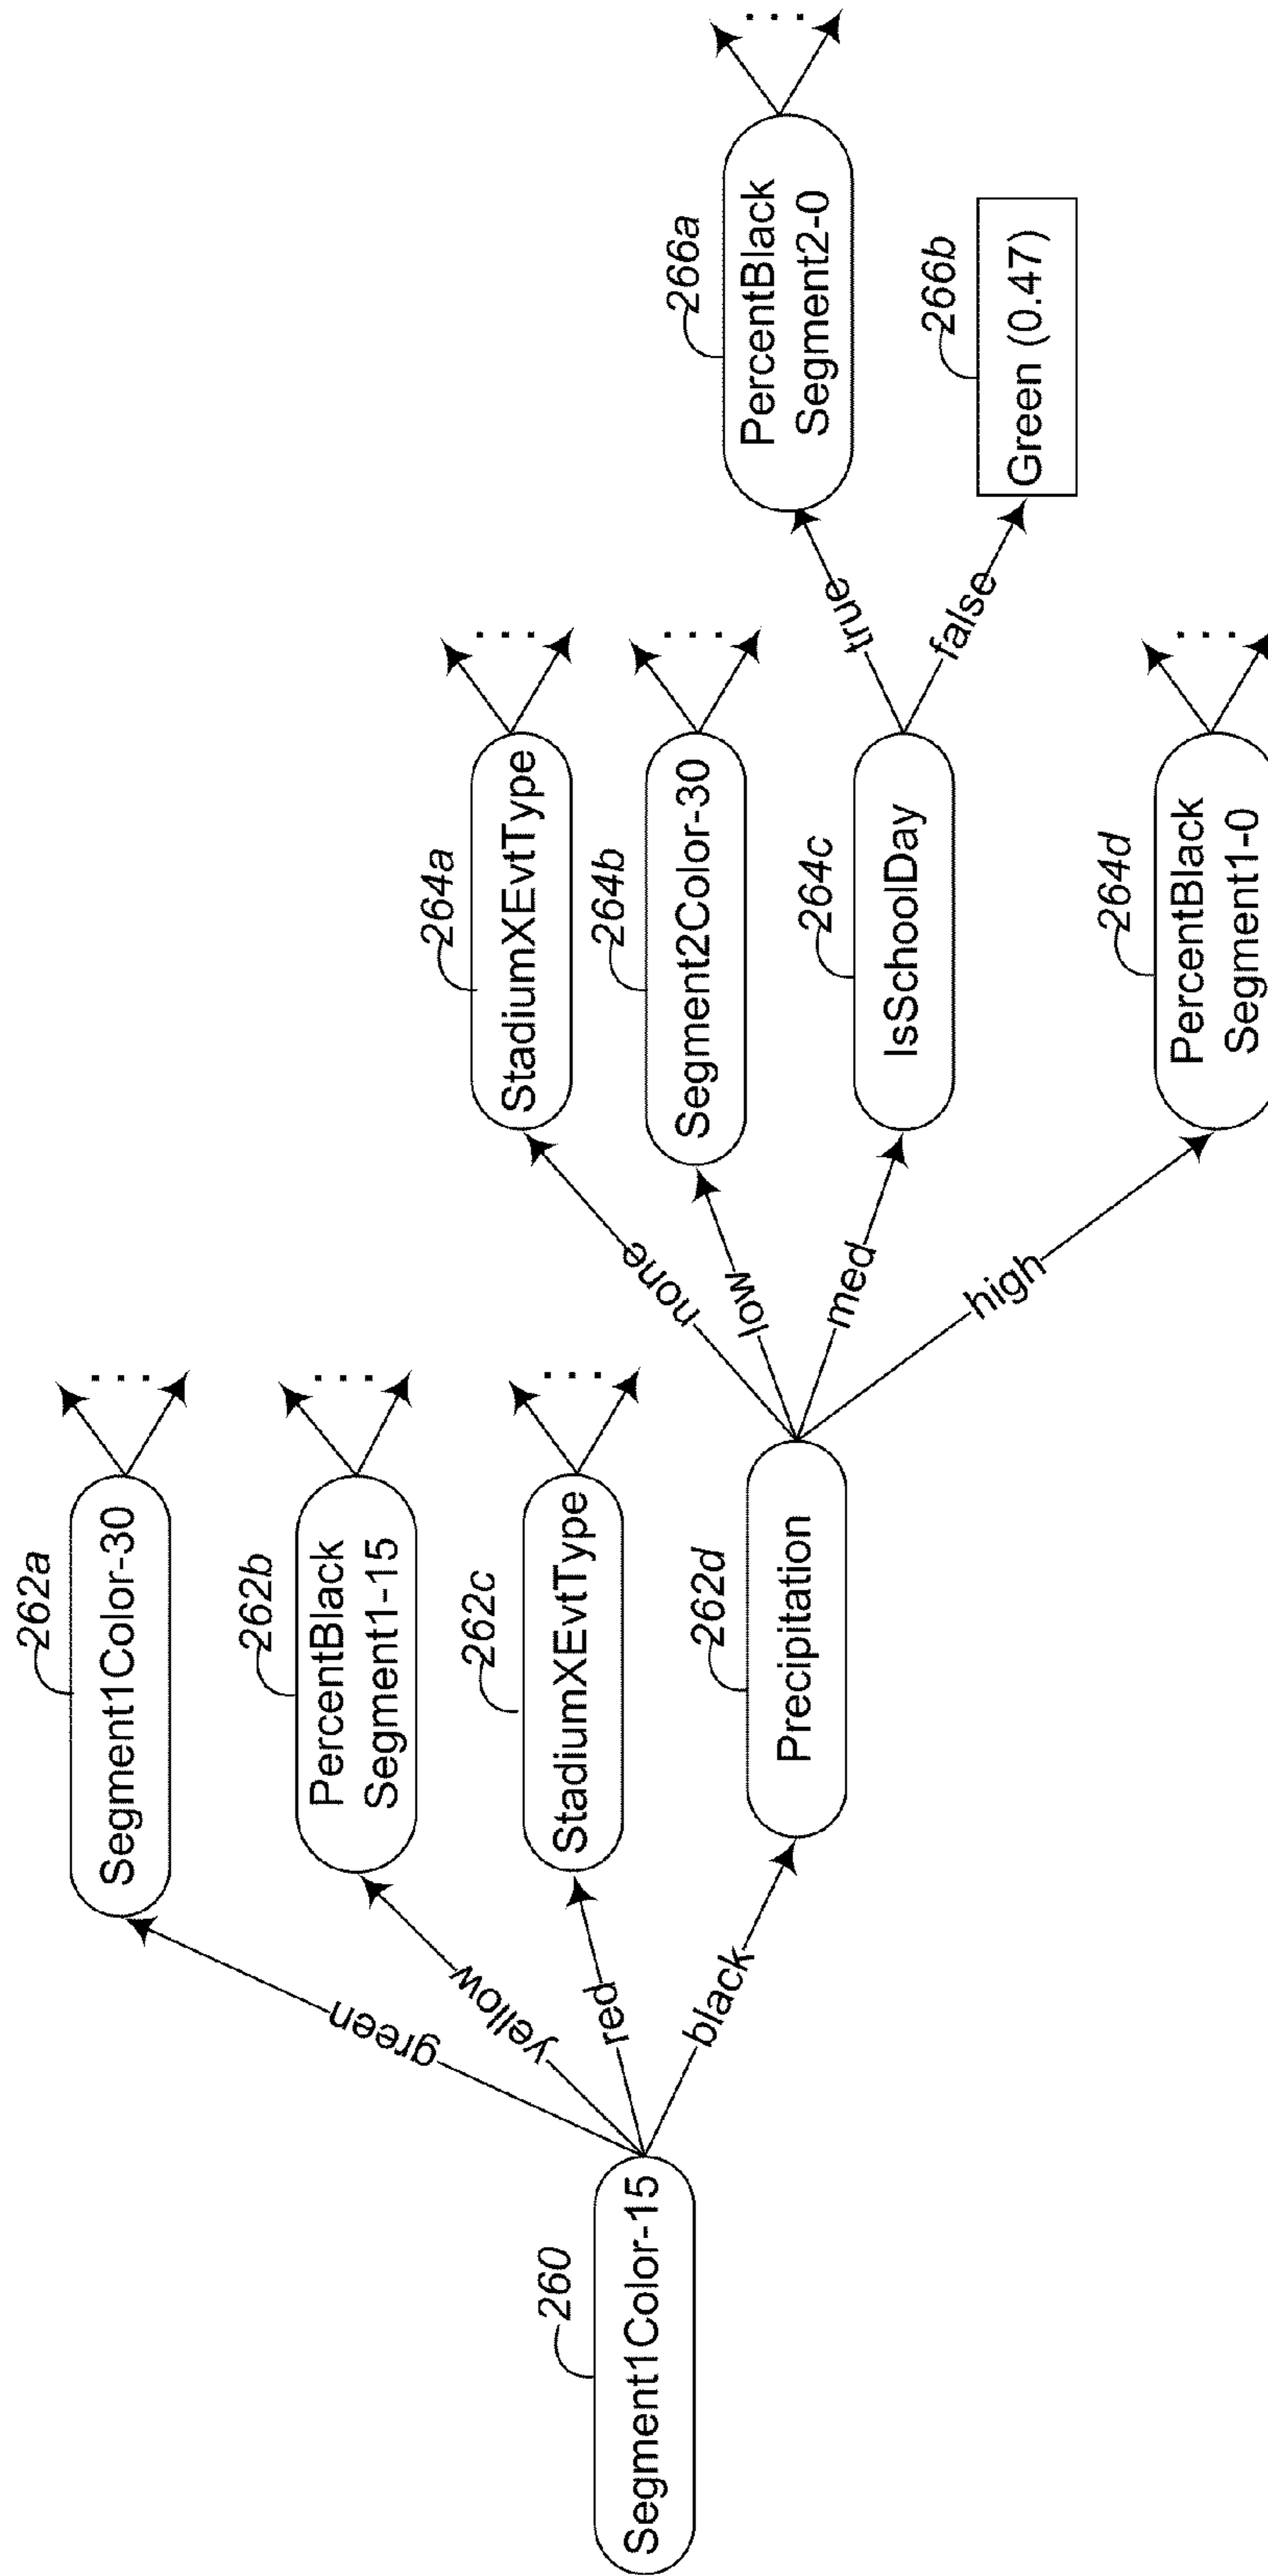 260
Segment1Color-15
green
yellow
red
black
262a
Segment1Color-30
...
262b
PercentBlack
Segment1-15
...
262c
StadiumXEvtType
...
262d
Precipitation
none
low
med
high
264a
StadiumXEvtType
...
264b
Segment2Color-30
...
264c
IsSchoolDay
true
false
264d
PercentBlack
Segment1-0
...
266a
PercentBlack
Segment2-0
...
266b
Green (0.47)